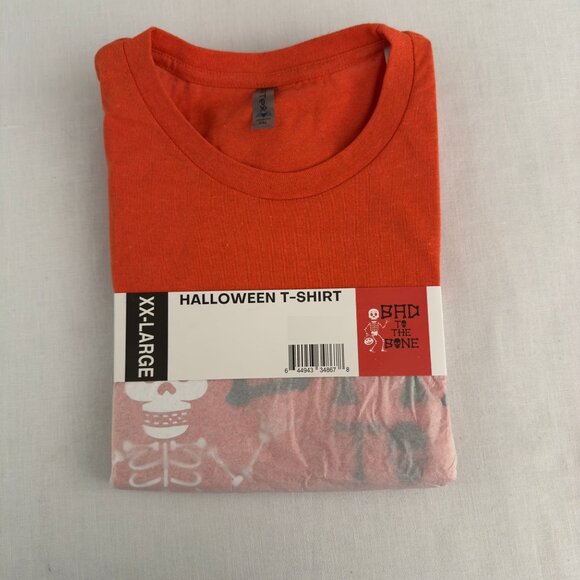 XX-LARGE
HALLOWEEN T-SHIRT
6 44943 34867 8
BAD
TO
THE
BONE